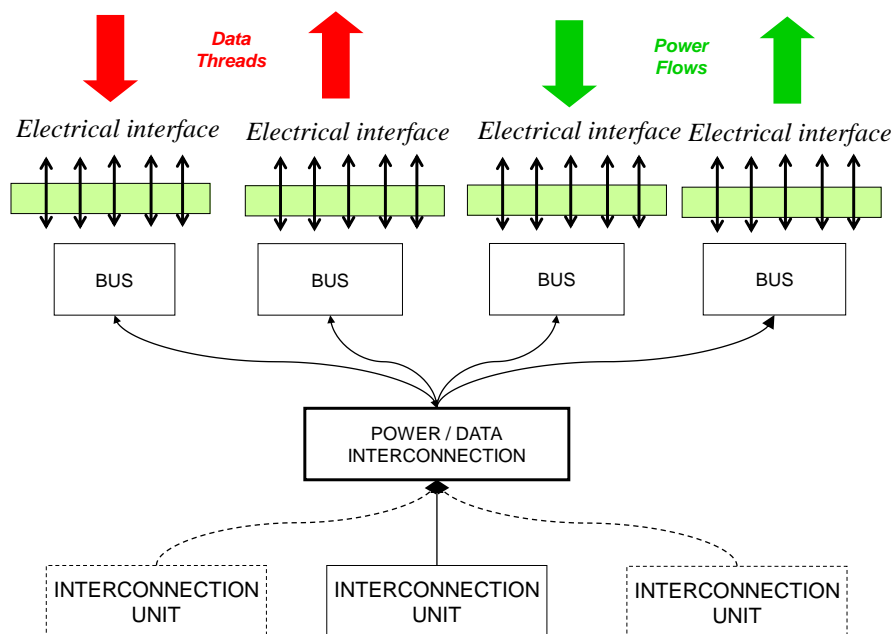 Data
Threads
Power
Flows
Electrical interface
Electrical interface
Electrical interface
Electrical interface
BUS
BUS
BUS
BUS
POWER / DATA
INTERCONNECTION
INTERCONNECTION
UNIT
INTERCONNECTION
UNIT
INTERCONNECTION
UNIT